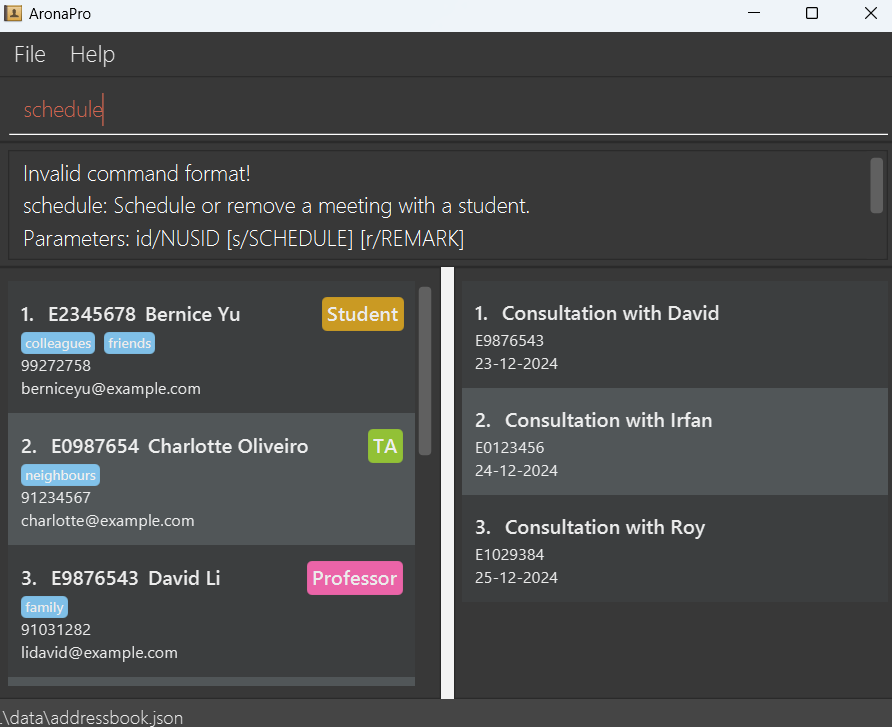 AronaPro
File Help
schedule
Invalid command format!
schedule: Schedule or remove a meeting with a student.
Parameters: id/NUSID [s/SCHEDULE] [r/REMARK]
1. E2345678 Bernice Yu Student
colleagues friends
99272758
berniceyu@example.com
2. E0987654 Charlotte Oliveiro TA
neighbours
91234567
charlotte@example.com
3. E9876543 David Li Professor
family
91031282
lidavid@example.com
1. Consultation with David
E9876543
23-12-2024
2. Consultation with Irfan
E0123456
24-12-2024
3. Consultation with Roy
E1029384
25-12-2024
.\data\addressbook.json